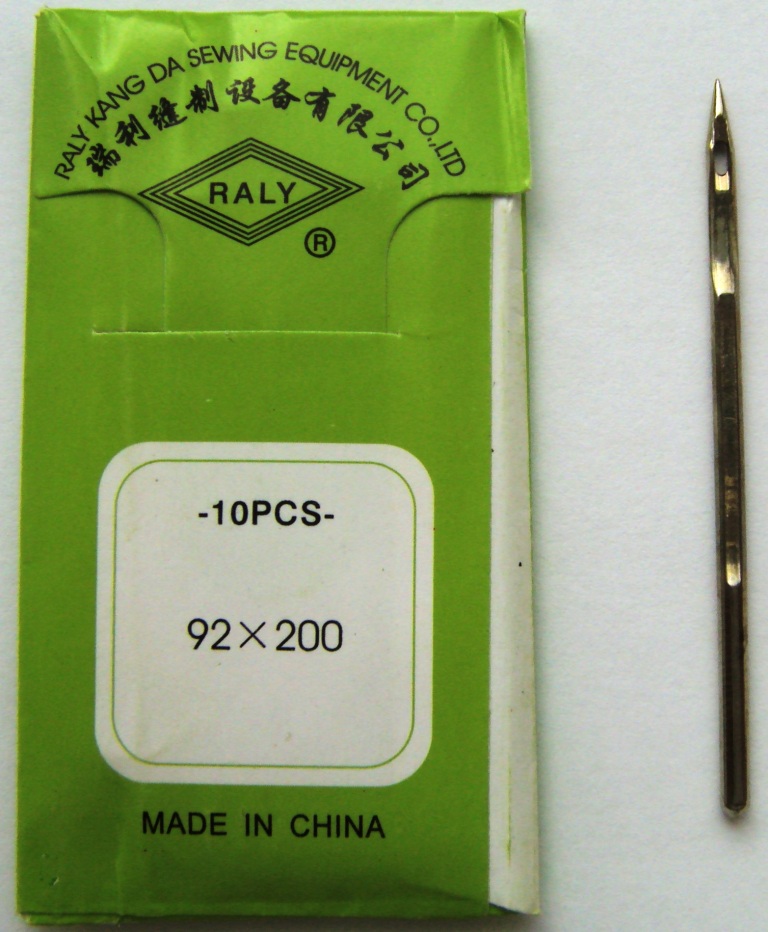 RALY KANG DA SEWING EQUIPMENT CO.,LTD
瑞利缝制设备有限公司
RALY
®
-10PCS-
92×200
MADE IN CHINA